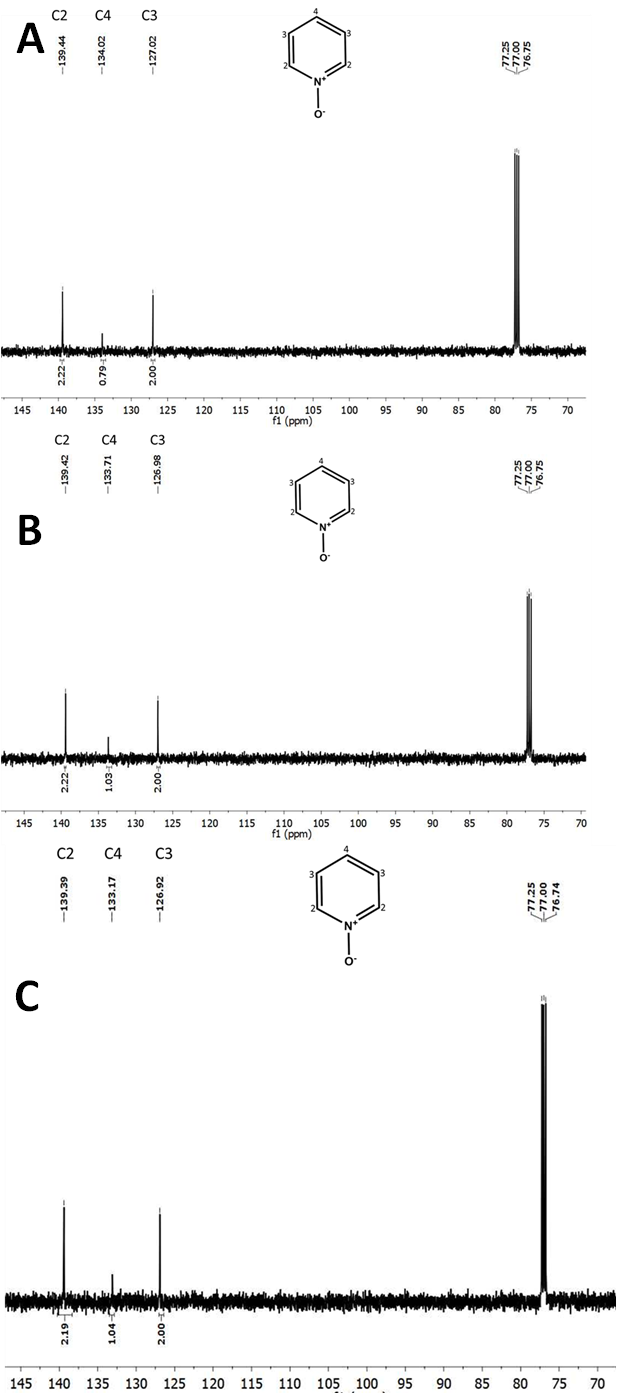 A
C2 C4 C3
139.44 134.02 127.02
77.25 77.00 76.75
4
3 3
2 2
N+
O-
2.22 0.79 2.00
145 140 135 130 125 120 115 110 105 100 95 90 85 80 75 70
f1 (ppm)
C2 C4 C3
139.42 133.71 126.98
77.25 77.00 76.75
4
3 3
2 2
N+
O-
B
2.22 1.03 2.00
145 140 135 130 125 120 115 110 105 100 95 90 85 80 75 70
f1 (ppm)
C2 C4 C3
139.39 133.17 126.92
77.25 77.00 76.74
4
3 3
2 2
N+
O-
C
2.19 1.04 2.00
145 140 135 130 125 120 115 110 105 100 95 90 85 80 75 70